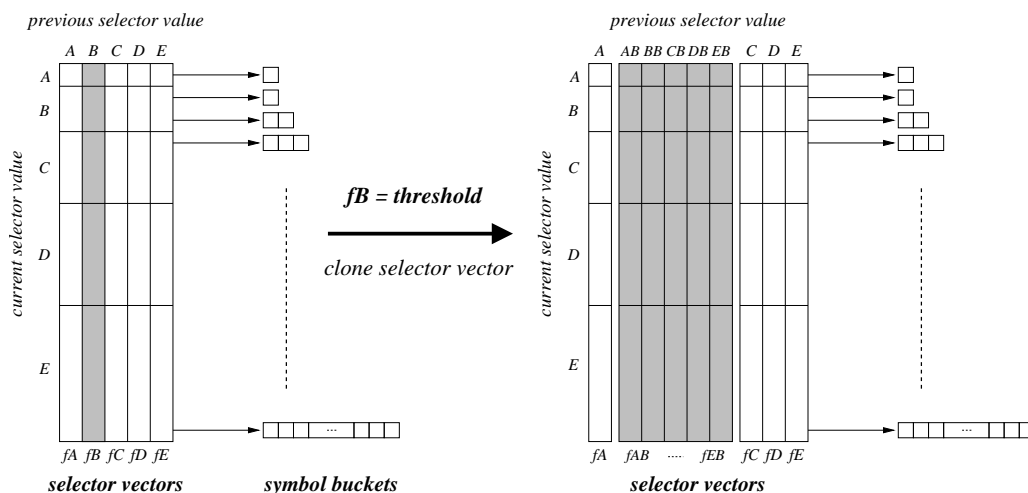 previous selector value
A B C D E
current selector value
A
B
C
D
E
...
fA fB fC fD fE
selector vectors
symbol buckets
fB = threshold
clone selector vector
previous selector value
A AB BB CB DB EB C D E
current selector value
A
B
C
D
E
...
fA fAB ..... fEB fC fD fE
selector vectors